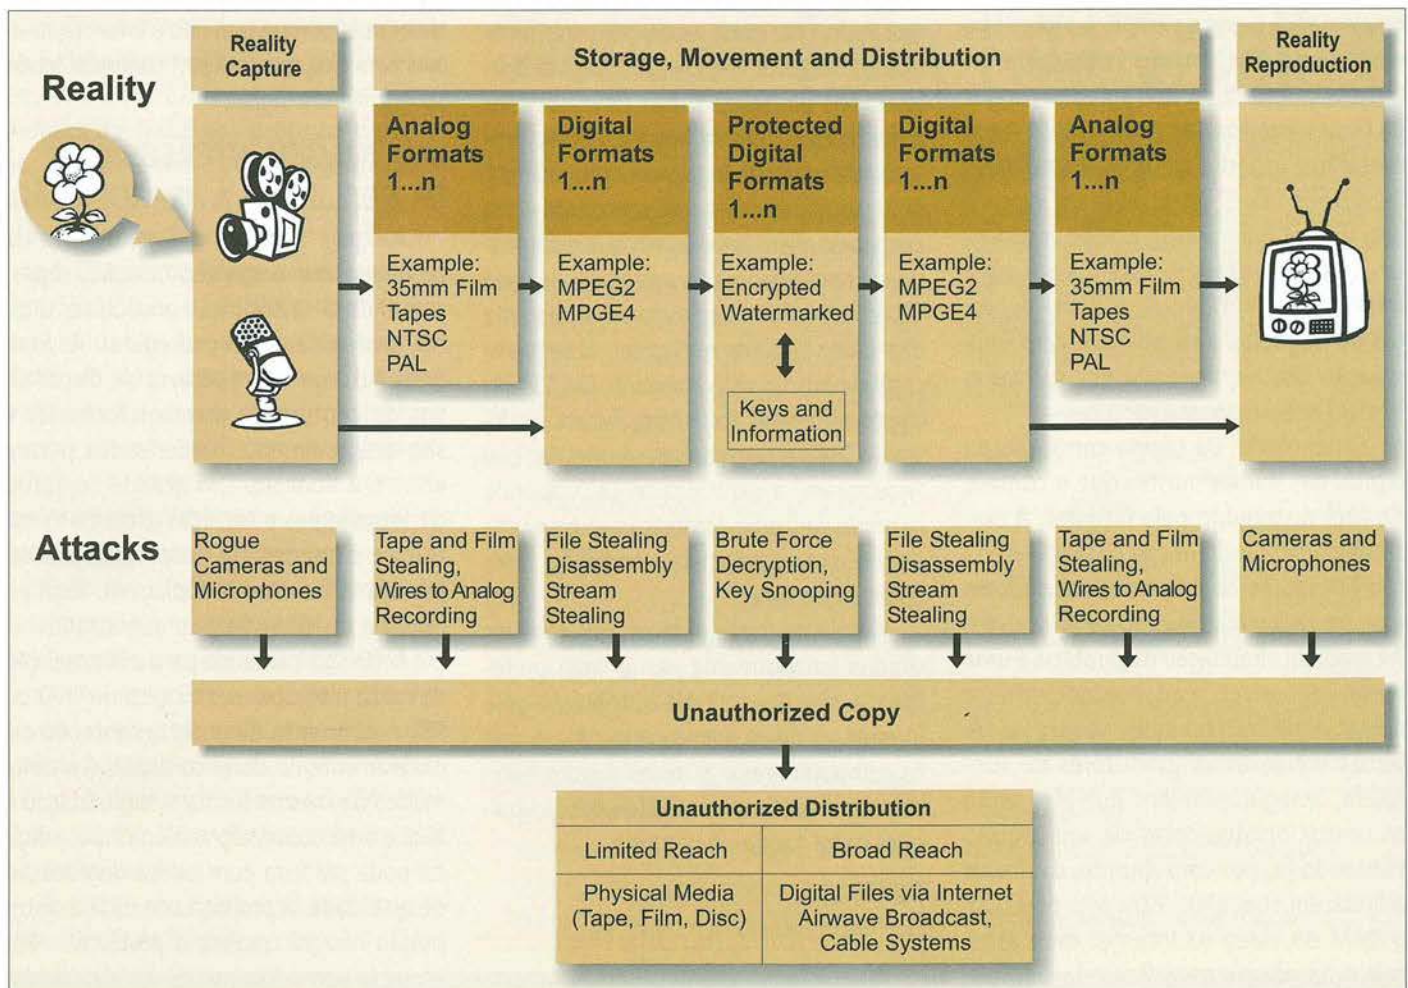 Reality
Capture
Storage, Movement and Distribution
Reality
Reproduction
Reality
Analog
Formats
1...n
Example:
35mm Film
Tapes
NTSC
PAL
Digital
Formats
1...n
Example:
MPEG2
MPGE4
Protected
Digital
Formats
1...n
Example:
Encrypted
Watermarked
Keys and
Information
Digital
Formats
1...n
Example:
MPEG2
MPGE4
Analog
Formats
1...n
Example:
35mm Film
Tapes
NTSC
PAL
Attacks
Rogue
Cameras and
Microphones
Tape and Film
Stealing,
Wires to Analog
Recording
File Stealing
Disassembly
Stream
Stealing
Brute Force
Decryption,
Key Snooping
File Stealing
Disassembly
Stream
Stealing
Tape and Film
Stealing,
Wires to Analog
Recording
Cameras and
Microphones
Unauthorized Copy
Unauthorized Distribution
Limited Reach
Broad Reach
Physical Media
(Tape, Film, Disc)
Digital Files via Internet
Airwave Broadcast,
Cable Systems